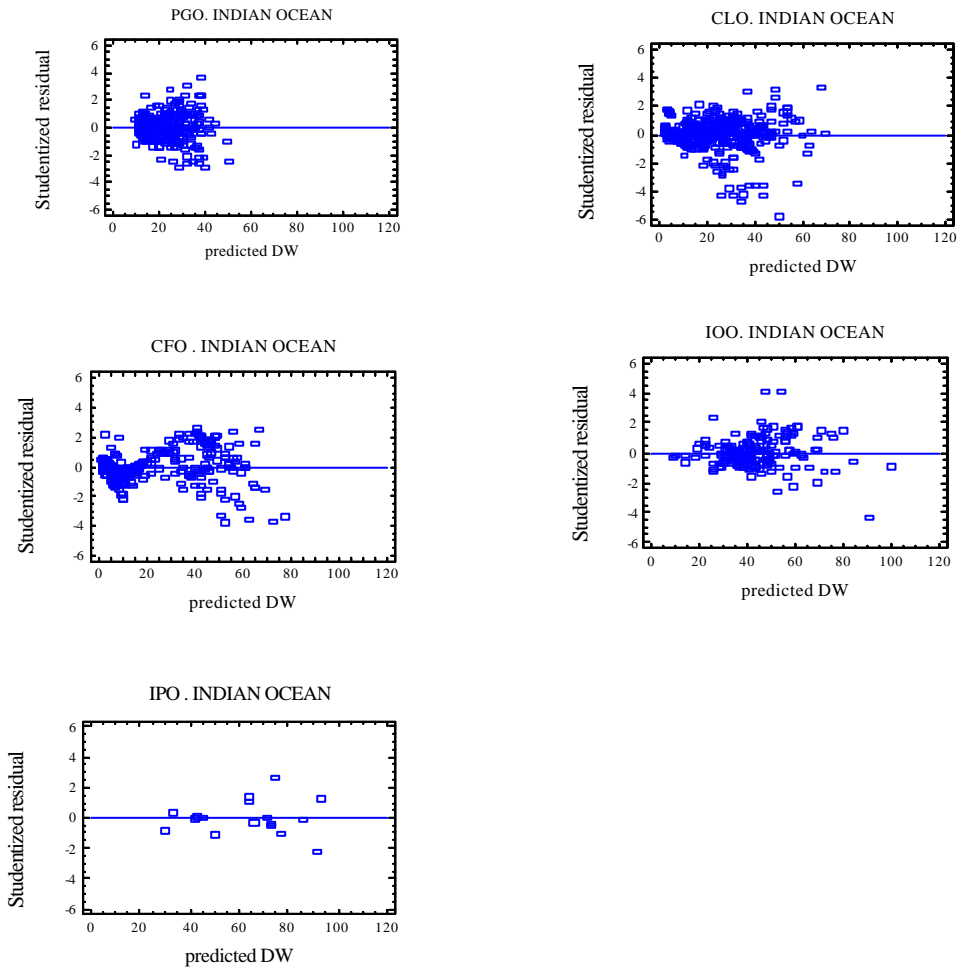 PGO. INDIAN OCEAN
Studentized residual
6
4
2
0
-2
-4
-6
0 20 40 60 80 100 120
predicted DW
CLO. INDIAN OCEAN
Studentized residual
6
4
2
0
-2
-4
-6
0 20 40 60 80 100 120
predicted DW
CFO . INDIAN OCEAN
Studentized residual
6
4
2
0
-2
-4
-6
0 20 40 60 80 100 120
predicted DW
IOO. INDIAN OCEAN
Studentized residual
6
4
2
0
-2
-4
-6
0 20 40 60 80 100 120
predicted DW
IPO . INDIAN OCEAN
Studentized residual
6
4
2
0
-2
-4
-6
0 20 40 60 80 100 120
predicted DW